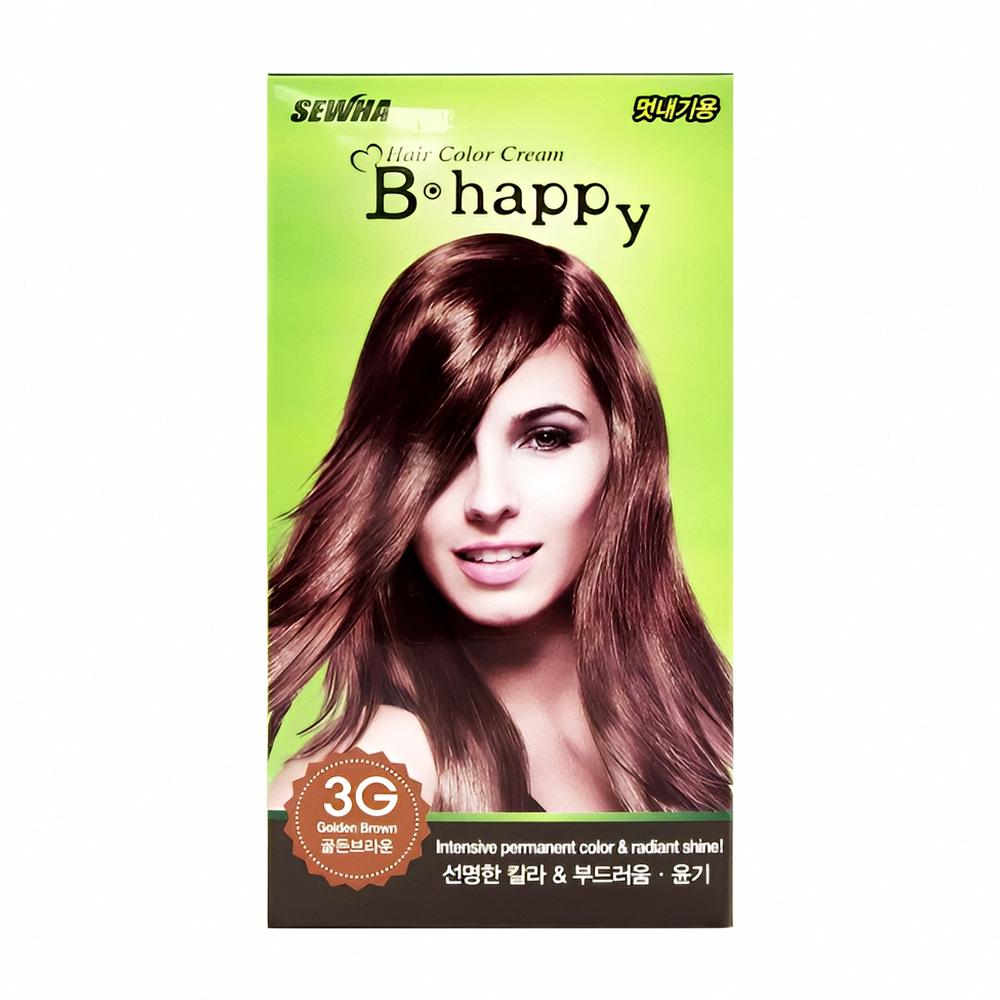 SEWHA
멋내기용
Hair Color Cream
B·happy
3G
Golden Brown
골든브라운
Intensive permanent color & radiant shine!
선명한 킬라 & 부드러움 · 윤기